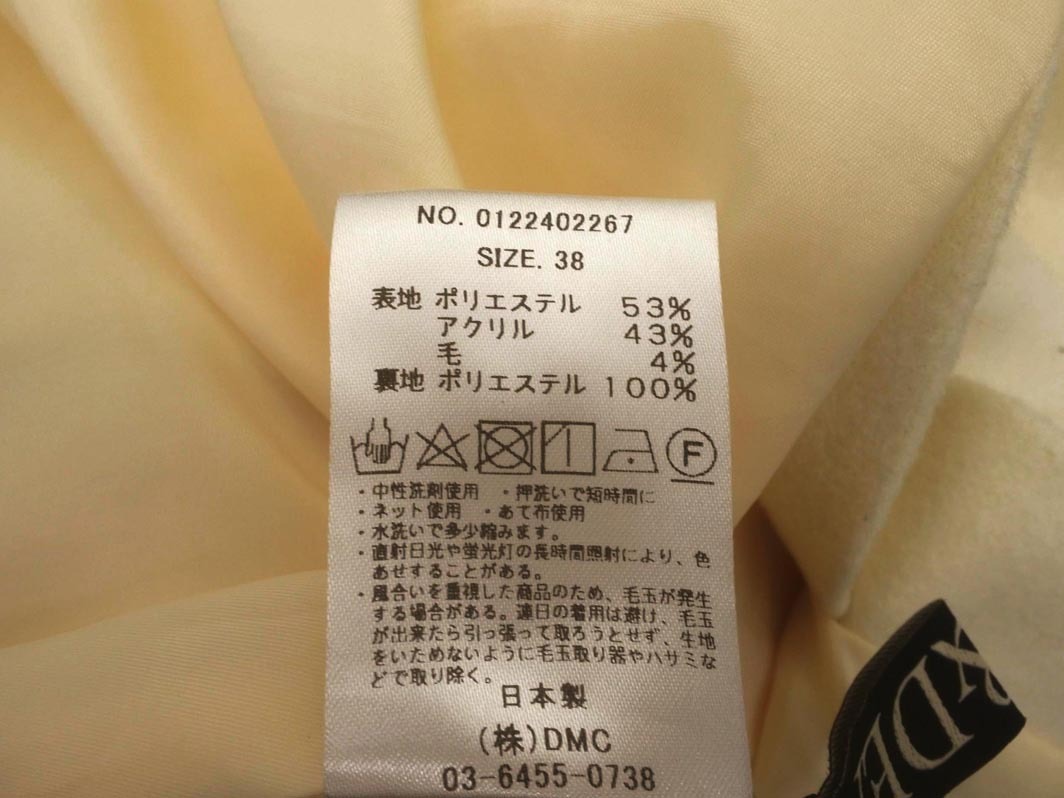 NO. 0122402267
SIZE. 38
表地 ポリエステル 53%
アクリル 43%
毛 4%
裏地 ポリエステル 100%
F
・中性洗剤使用 ・押洗いで短時間に
・ネット使用 ・あて布使用
・水洗いで多少縮みます。
・直射日光や蛍光灯の長時間照射により、色
あせすることがある。
・風合いを重視した商品のため、毛玉が発生
する場合がある。連日の着用は避け、毛玉
が出来たら引っ張って取ろうとせず、生地
をいためないように毛玉取り器やハサミな
どで取り除く。
日本製
(株)DMC
03-6455-0738